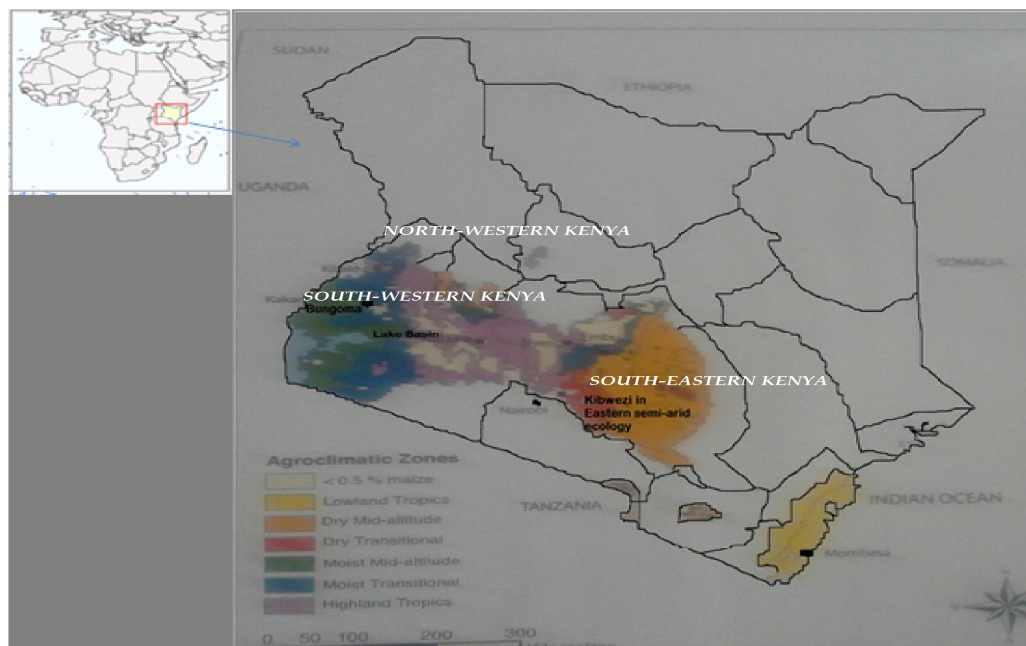 SUDAN
ETHIOPIA
UGANDA
NORTH-WESTERN KENYA
SOMALIA
SOUTH-WESTERN KENYA
Bungoma
Lake Basin
SOUTH-EASTERN KENYA
Kibwezi in
Eastern semi-arid
ecology
Nairobi
Agroclimatic Zones
< 0.5 % maize
Lowland Tropics
Dry Mid-altitude
Dry Transitional
Moist Mid-altitude
Moist Transitional
Highland Tropics
TANZANIA
INDIAN OCEAN
Mombasa
0 50 100 200 300